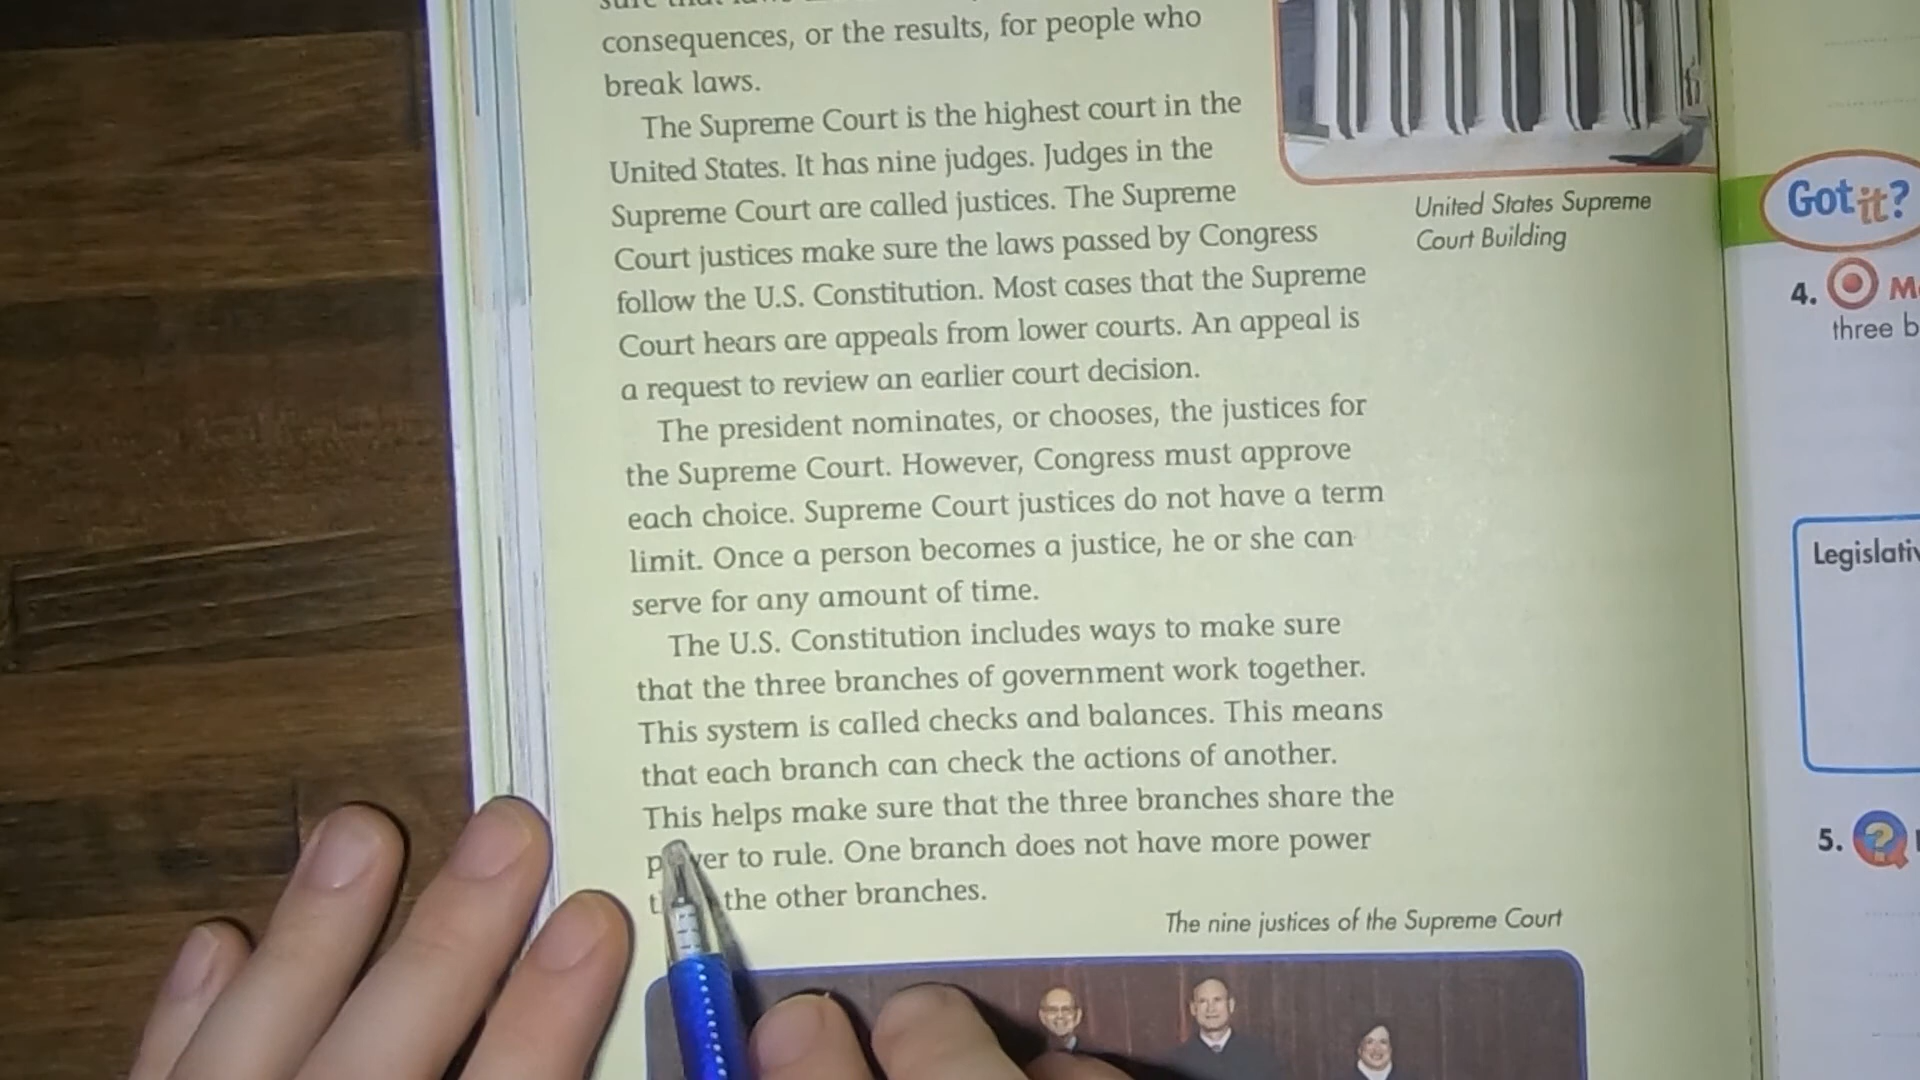 consequences, or the results, for people who
break laws.
The Supreme Court is the highest court in the
United States. It has nine judges. Judges in the
Supreme Court are called justices. The Supreme
Court justices make sure the laws passed by Congress
follow the U.S. Constitution. Most cases that the Supreme
Court hears are appeals from lower courts. An appeal is
a request to review an earlier court decision.
The president nominates, or chooses, the justices for
the Supreme Court. However, Congress must approve
each choice. Supreme Court justices do not have a term
limit. Once a person becomes a justice, he or she can
serve for any amount of time.
The U.S. Constitution includes ways to make sure
that the three branches of government work together.
This system is called checks and balances. This means
that each branch can check the actions of another.
This helps make sure that the three branches share the
to rule. One branch does not have more power
the other branches.
United States Supreme
Court Building
The nine justices of the Supreme Court
Got it?
4.
three
5.